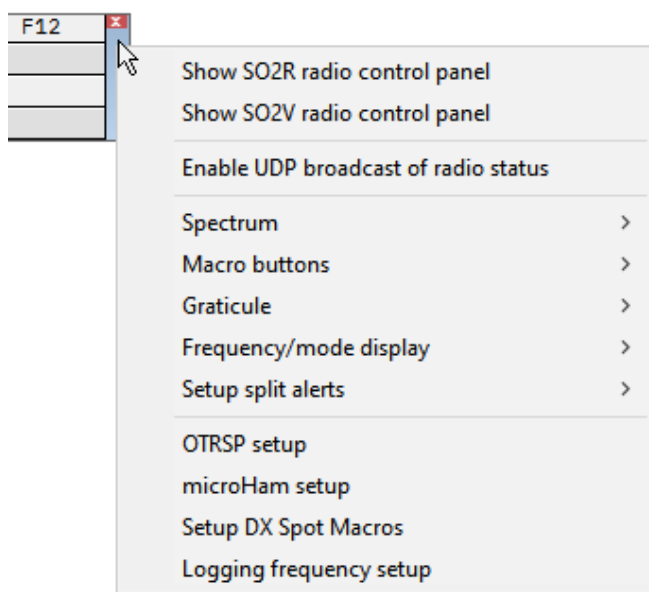 F12
Show SO2R radio control panel
Show SO2V radio control panel
Enable UDP broadcast of radio status
Spectrum
Macro buttons
Graticule
Frequency/mode display
Setup split alerts
OTRSP setup
microHam setup
Setup DX Spot Macros
Logging frequency setup